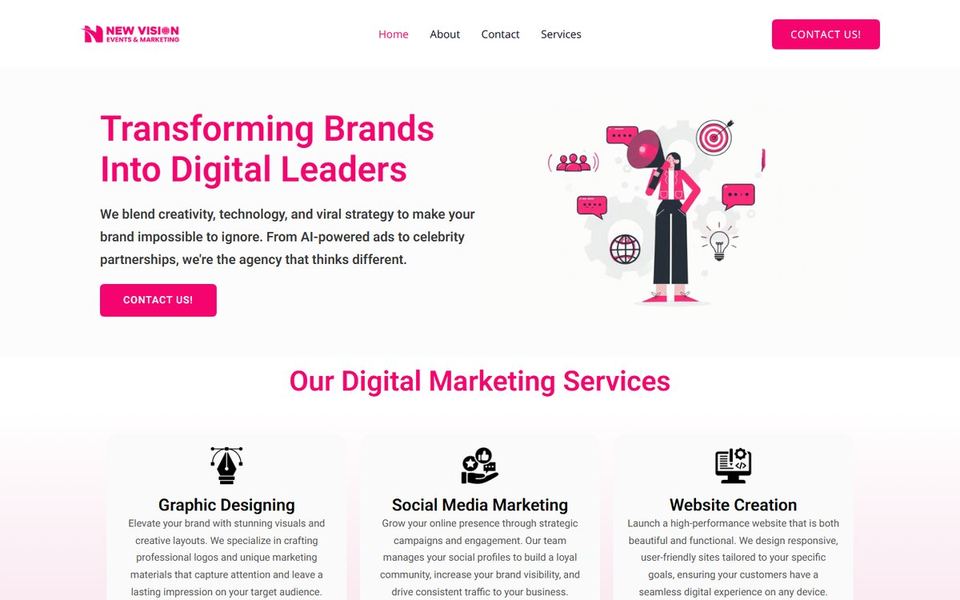 NEW VISION
EVENTS & MARKETING
Home
About
Contact
Services
CONTACT US!
Transforming Brands
Into Digital Leaders
We blend creativity, technology, and viral strategy to make your
brand impossible to ignore. From AI-powered ads to celebrity
partnerships, we're the agency that thinks different.
CONTACT US!
Our Digital Marketing Services
Graphic Designing
Elevate your brand with stunning visuals and
creative layouts. We specialize in crafting
professional logos and unique marketing
materials that capture attention and leave a
lasting impression on your target audience.
Social Media Marketing
Grow your online presence through strategic
campaigns and engagement. Our team
manages your social profiles to build a loyal
community, increase your brand visibility, and
drive consistent traffic to your business.
Website Creation
Launch a high-performance website that is both
beautiful and functional. We design responsive,
user-friendly sites tailored to your specific
goals, ensuring your customers have a
seamless digital experience on any device.